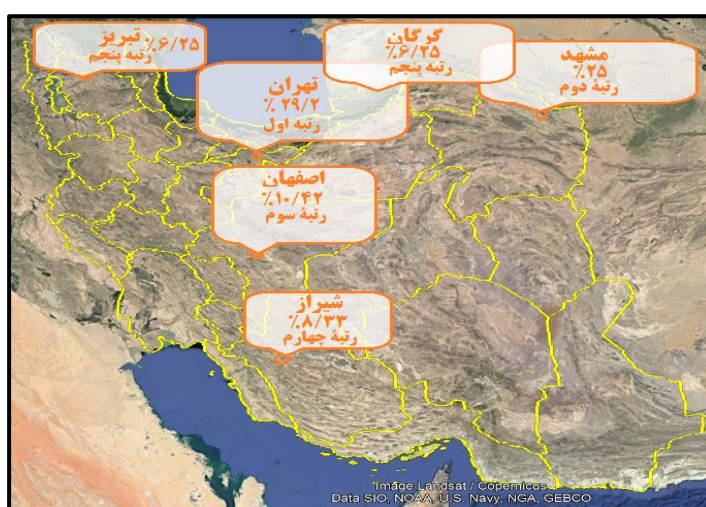 تبریز ٪۶/۲۵
رتبه پنجم
گرگان
٪۶/۲۵
رتبه پنجم
مشهد
٪۲۵
رتبهٔ دوم
تهران
٪ ۲۹/۲
رتبه اول
اصفهان
٪۱۰/۴۲
رتبهٔ سوم
شیراز
٪۸/۳۳
رتبهٔ چهارم
Image Landsat / Copernicus
Data SIO, NOAA, U.S. Navy, NGA, GEBCO